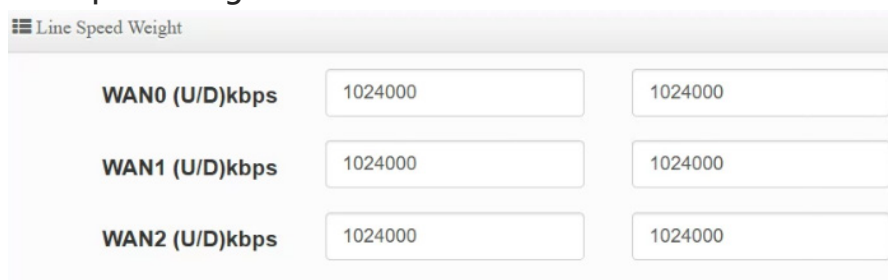 Line Speed Weight
WAN0 (U/D)kbps 1024000 1024000
WAN1 (U/D)kbps 1024000 1024000
WAN2 (U/D)kbps 1024000 1024000